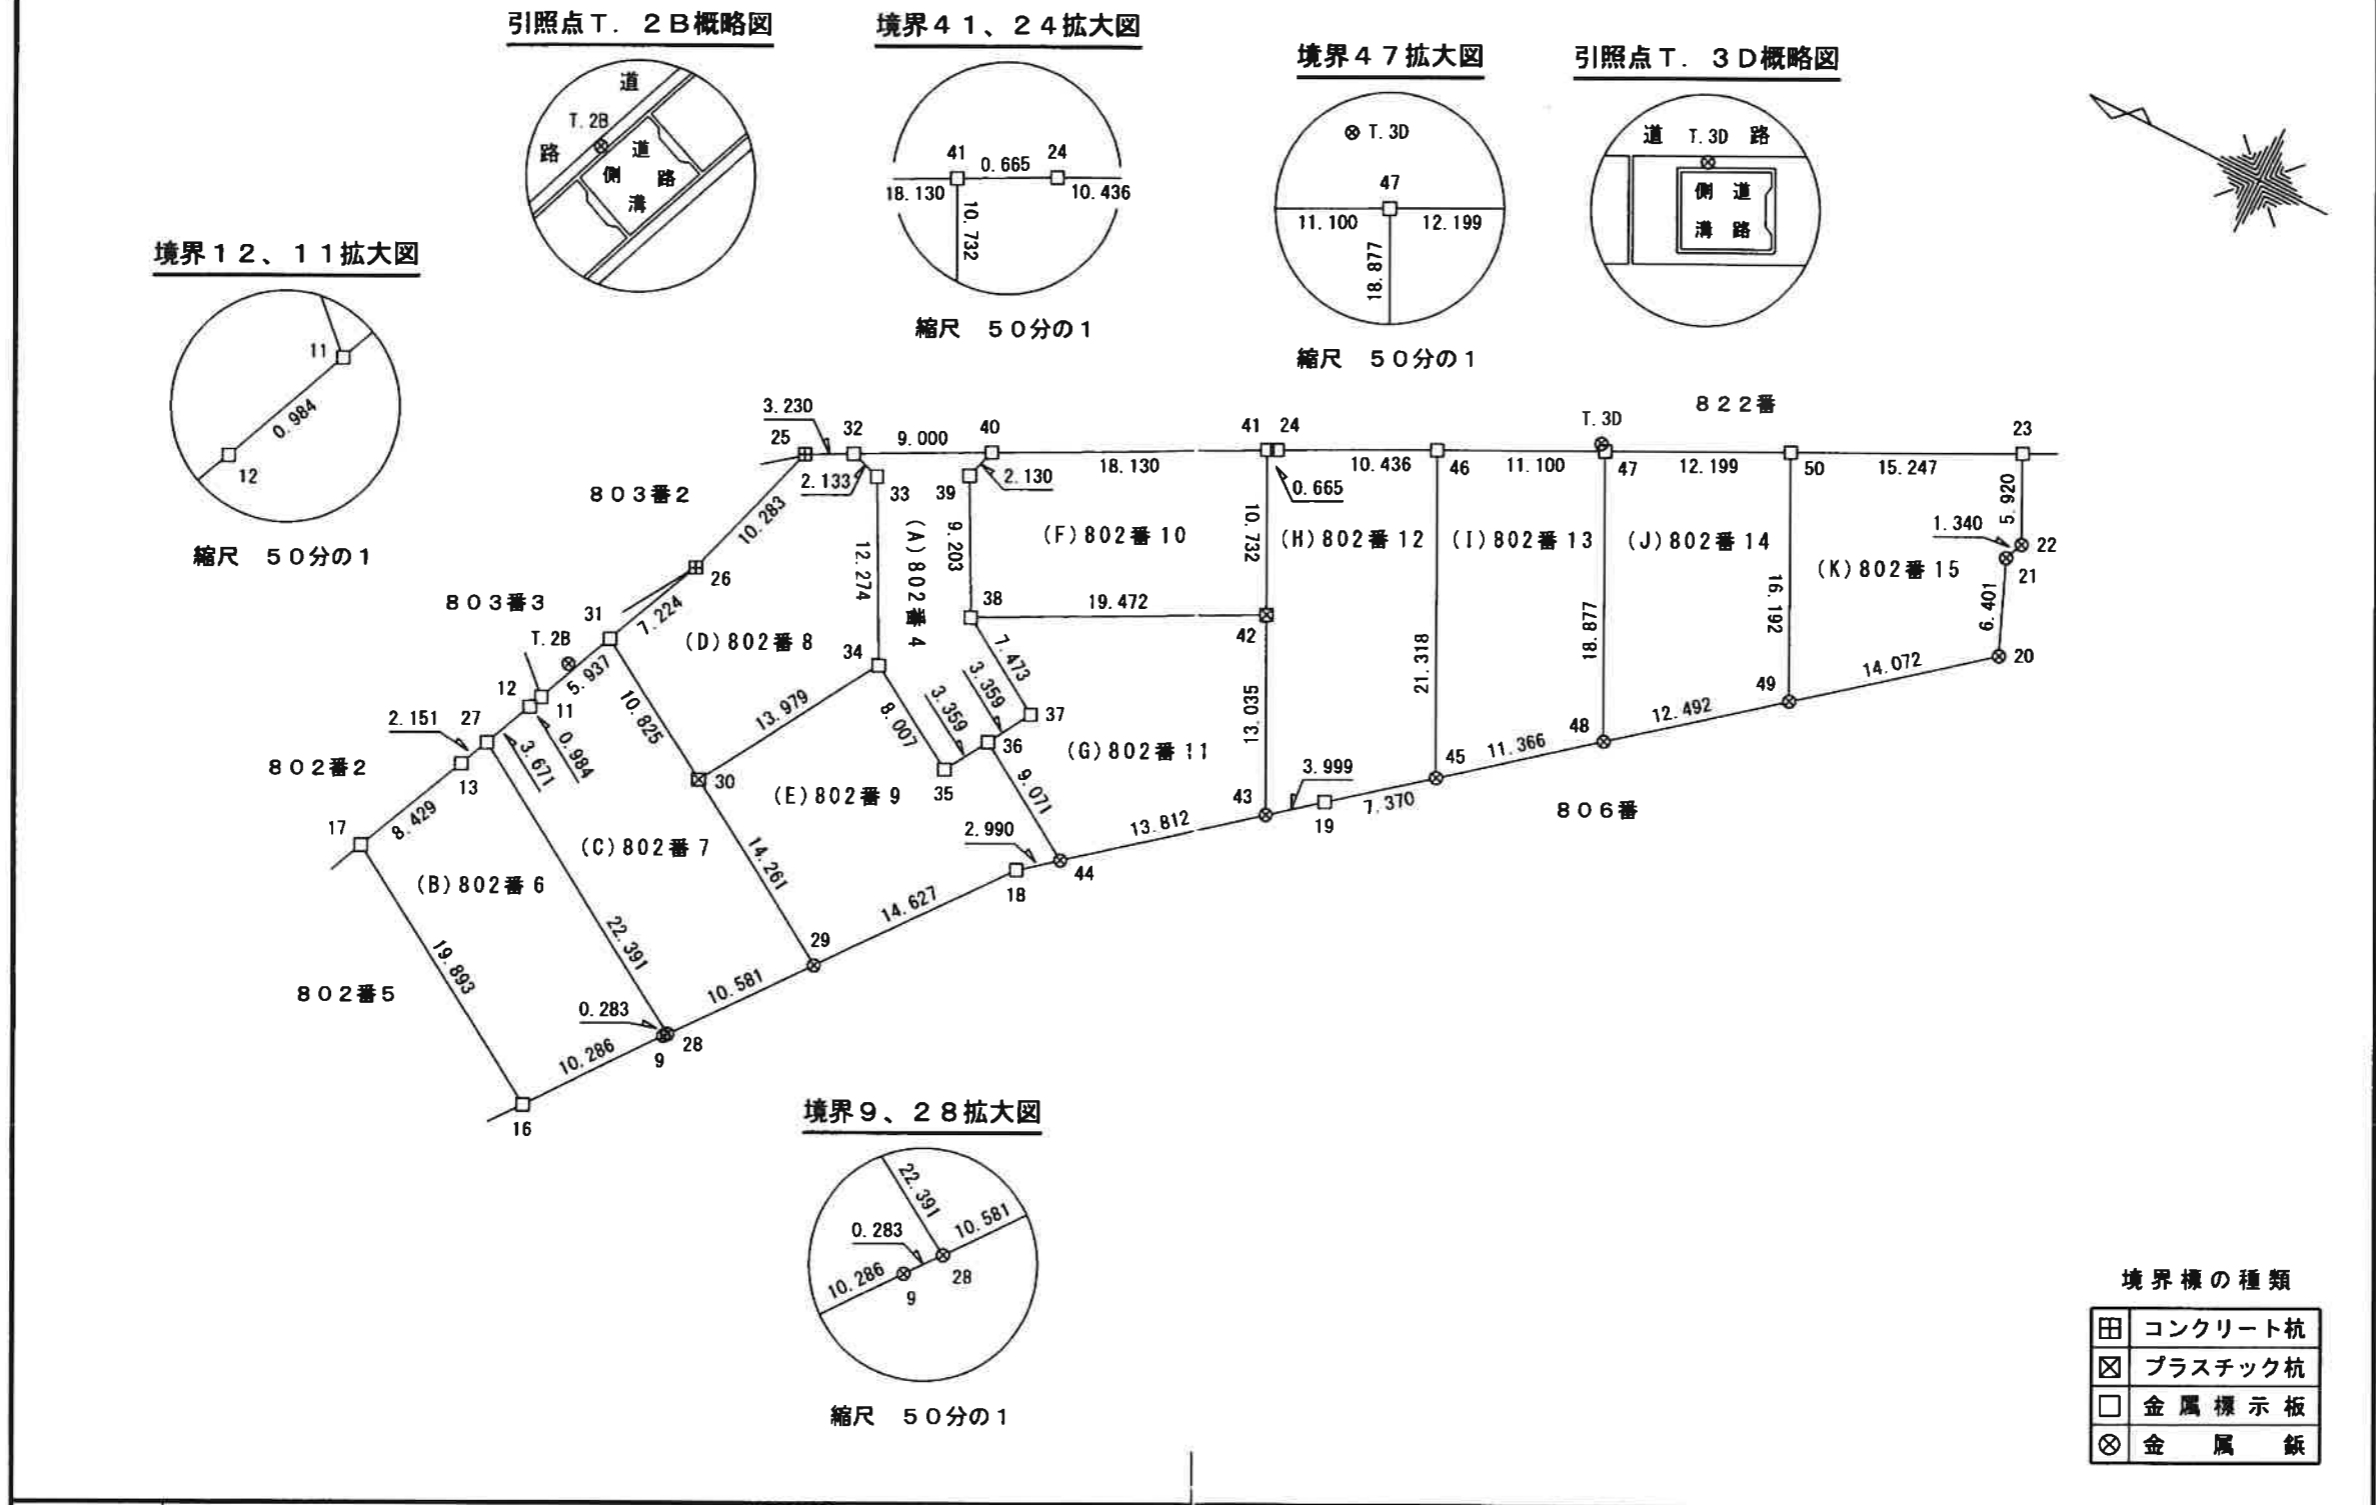 引照点T．２B概略図
道
T.2B
路
道
側 路
溝
境界４１、２４拡大図
41 0.665 24
18.130 10.436
10.732
縮尺　５０分の１
境界４７拡大図
T.3D
47
11.100 12.199
18.877
縮尺　５０分の１
引照点T．３D概略図
道 T.3D 路
側 道
溝 路
境界１２、１１拡大図
11
0.984
12
縮尺　５０分の１
822番
T.3D
3.230
25 32 9.000 40 41 24 23
18.130 10.436 46 11.100 47 12.199 50 15.247
2.133 33 39 2.130 0.665
803番2
10.283
12.274
(A)802番4
9.203
(F)802番10
10.732
(H)802番12
(I)802番13
(J)802番14
(K)802番15
16.192
5.920
1.340
22
21
6.401
20
26
803番3
31
7.224
T.2B
5.937
(D)802番8
34
38
19.472
42
7.473
3.359
3.359
37
36
21.318
18.877
14.072
49
12
11
0.984
3.671
27
2.151
13
802番2
10.825
13.979
8.007
30
(E)802番9
35
(G)802番11
13.035
12.492
48
11.366
45
3.999
7.370
19
43
806番
17
8.429
(B)802番6
(C)802番7
14.261
9.071
2.990
13.812
44
18
14.627
29
22.391
19.893
802番5
10.581
0.283
28
9
10.286
16
境界９、２８拡大図
22.391
0.283
10.581
10.286
28
9
縮尺　５０分の１
境界標の種類
コンクリート杭
プラスチック杭
金属標示板
金属鋲